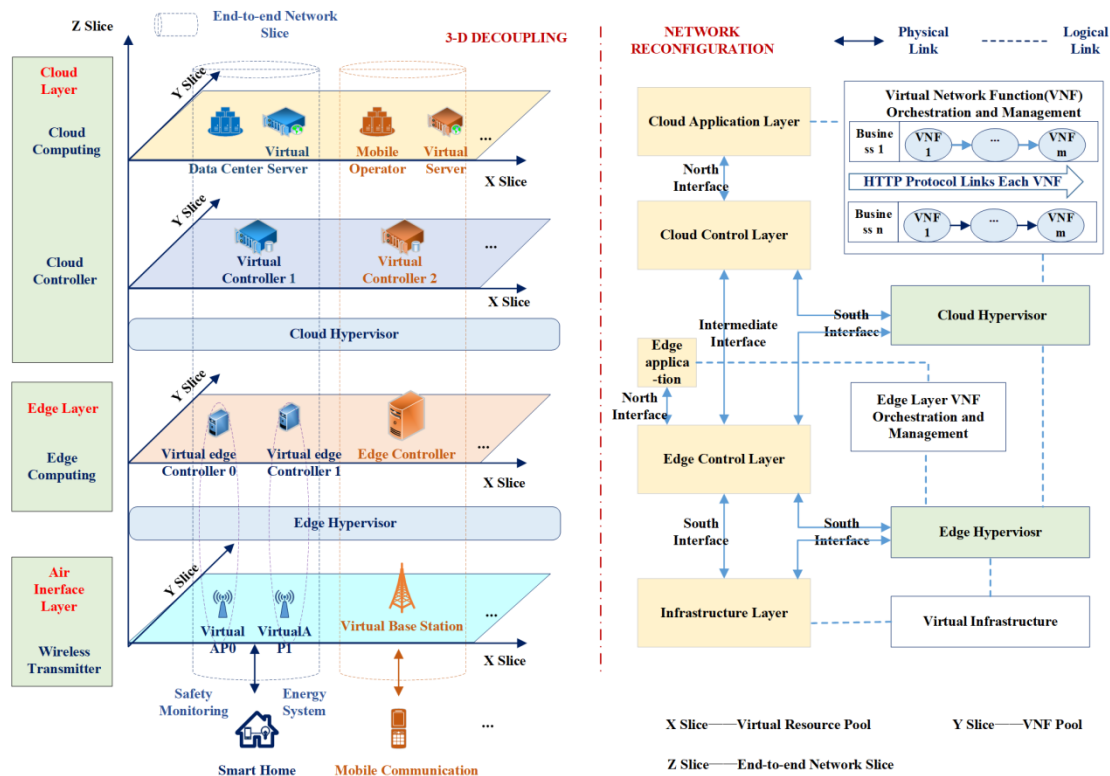 Z Slice
End-to-end Network
Slice
3-D DECOUPLING
Cloud
Layer
Cloud
Computing
Cloud
Controller
Y Slice
Virtual
Data Center Server
Mobile
Operator
Virtual
Server
...
X Slice
Y Slice
Virtual
Controller 1
Virtual
Controller 2
...
X Slice
Cloud Hypervisor
Edge Layer
Edge
Computing
Y Slice
Virtual edge
Controller 0
Virtual edge
Controller 1
Edge Controller
...
X Slice
Edge Hypervisor
Air
Inerface
Layer
Wireless
Transmitter
Y Slice
Virtual
AP0
VirtualA
P1
Virtual Base Station
...
X Slice
Safety
Monitoring
Energy
System
Smart Home
Mobile Communication
...
NETWORK
RECONFIGURATION
Physical
Link
Logical
Link
Cloud Application Layer
North
Interface
Cloud Control Layer
Virtual Network Function(VNF)
Orchestration and Management
Busine
ss 1
VNF
1
...
VNF
m
HTTP Protocol Links Each VNF
Busine
ss n
VNF
1
...
VNF
m
Intermediate
Interface
South
Interface
Cloud Hypervisor
Edge
applica
-tion
North
Interface
Edge Layer VNF
Orchestration and
Management
Edge Control Layer
South
Interface
South
Interface
Edge Hyperviosr
Infrastructure Layer
Virtual Infrastructure
X Slice——Virtual Resource Pool
Y Slice——VNF Pool
Z Slice——End-to-end Network Slice